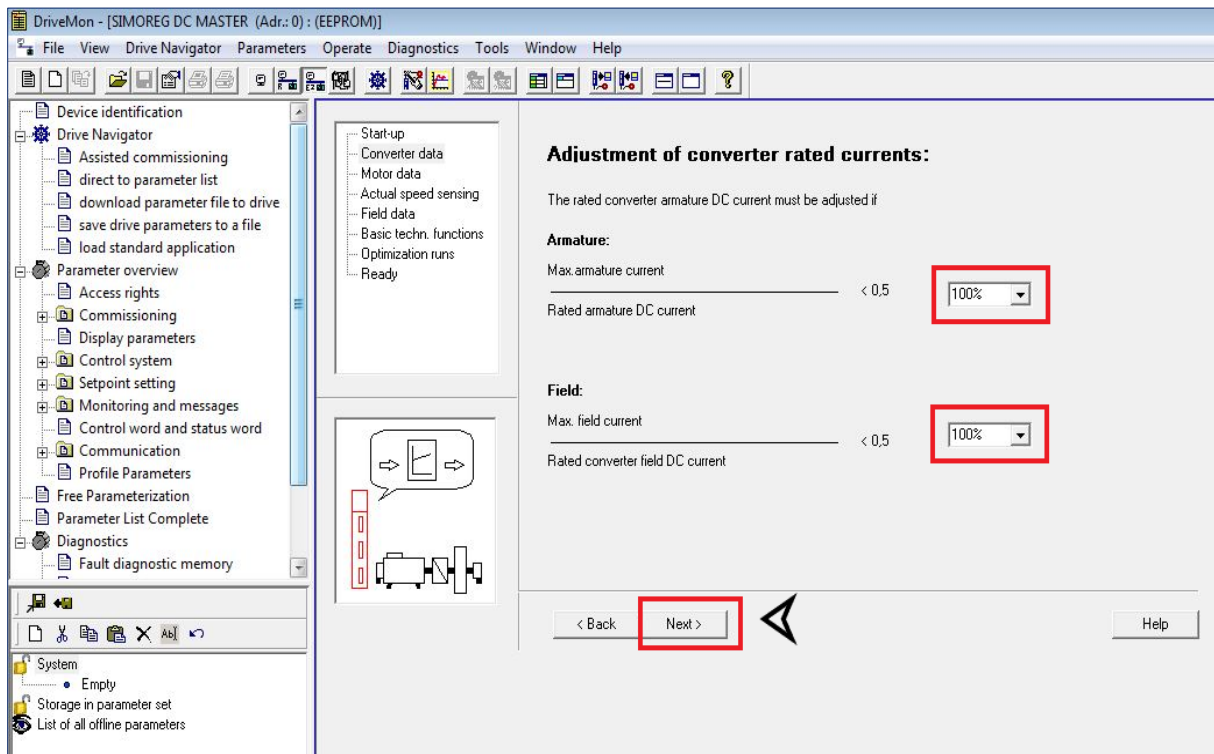 DriveMon - [SIMOREG DC MASTER (Adr.: 0) : (EEPROM)]
File View Drive Navigator Parameters Operate Diagnostics Tools Window Help
Device identification
Drive Navigator
Assisted commissioning
direct to parameter list
download parameter file to drive
save drive parameters to a file
load standard application
Parameter overview
Access rights
Commissioning
Display parameters
Control system
Setpoint setting
Monitoring and messages
Control word and status word
Communication
Profile Parameters
Free Parameterization
Parameter List Complete
Diagnostics
Fault diagnostic memory
System
Empty
Storage in parameter set
List of all offline parameters
Start-up
Converter data
Motor data
Actual speed sensing
Field data
Basic techn. functions
Optimization runs
Ready
Adjustment of converter rated currents:
The rated converter armature DC current must be adjusted if
Armature:
Max.armature current
< 0,5
100%
Rated armature DC current
Field:
Max. field current
< 0,5
100%
Rated converter field DC current
< Back Next > Help